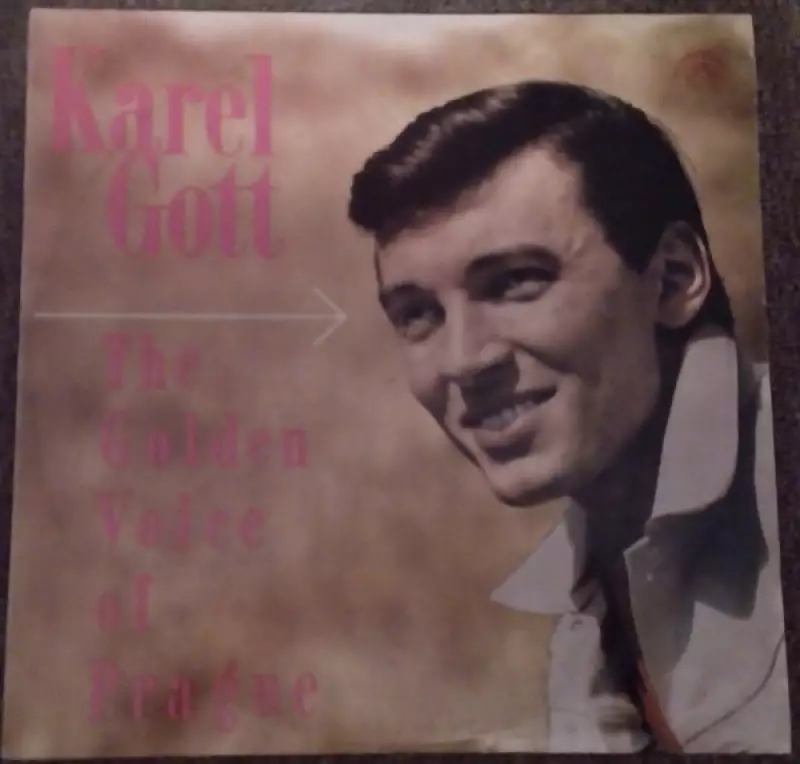 Karel
Gott
The
Golden
Voice
of
Prague